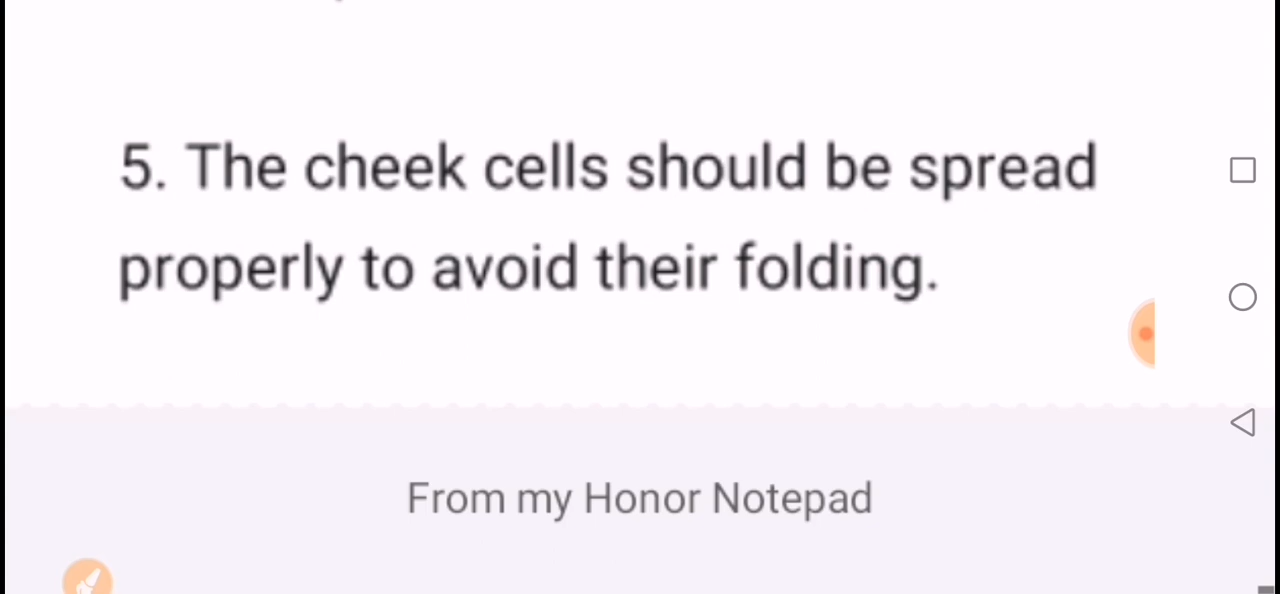 5. The cheek cells should be spread
properly to avoid their folding.
From my Honor Notepad